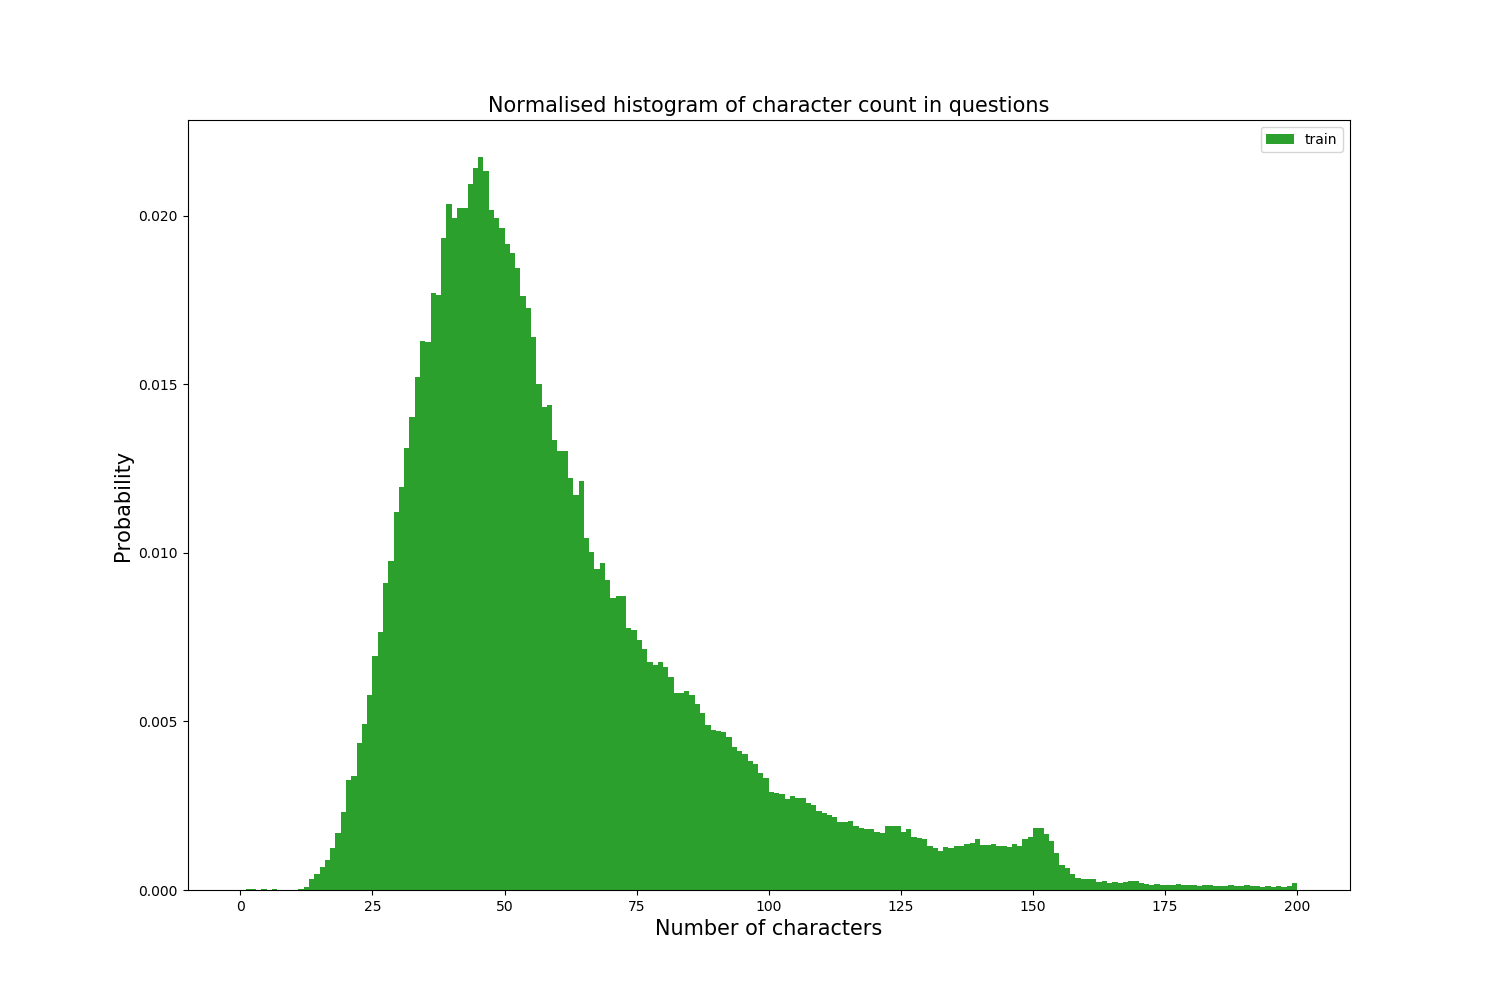 Normalised histogram of character count in questions
train
0.020
0.015
0.010
0.005
0.000
Probability
0 25 50 75 100 125 150 175 200
Number of characters